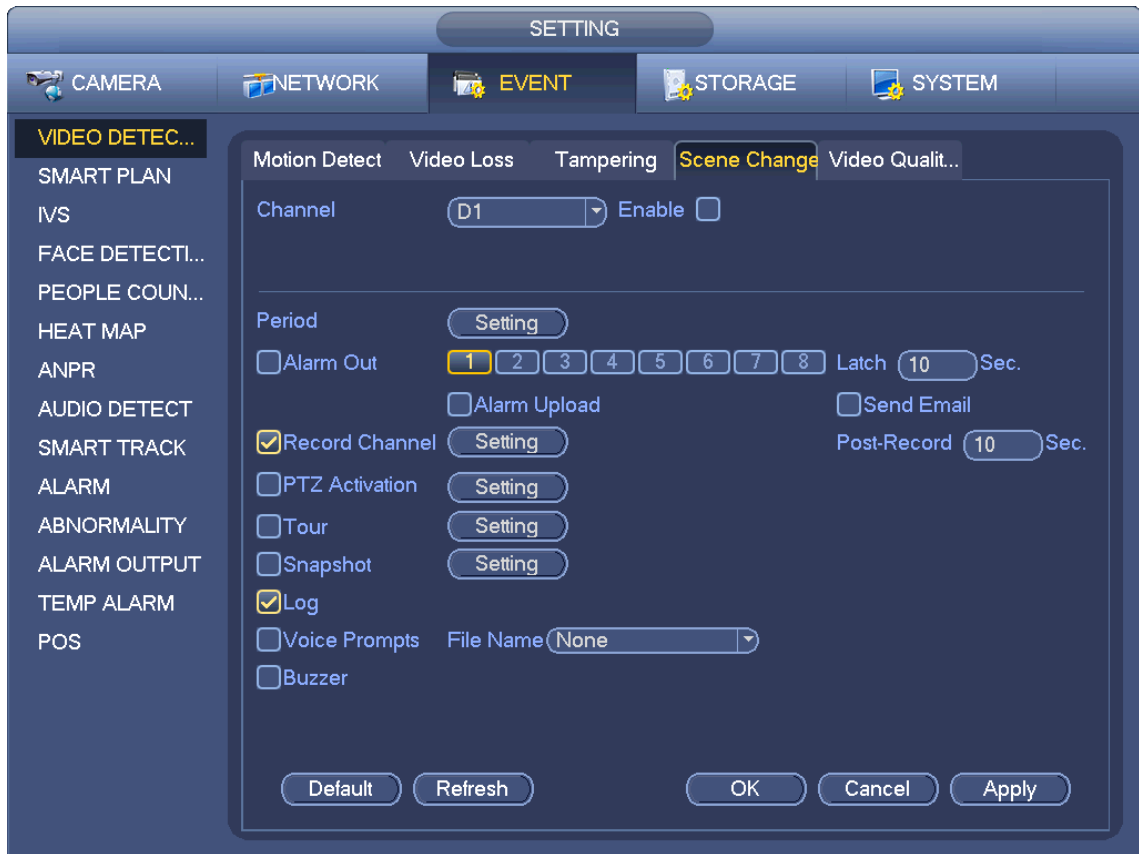 SETTING
CAMERA NETWORK EVENT STORAGE SYSTEM
VIDEO DETEC...
SMART PLAN
IVS
FACE DETECTI...
PEOPLE COUN...
HEAT MAP
ANPR
AUDIO DETECT
SMART TRACK
ALARM
ABNORMALITY
ALARM OUTPUT
TEMP ALARM
POS
Motion Detect Video Loss Tampering Scene Change Video Qualit...
Channel D1 Enable
Period Setting
Alarm Out 1 2 3 4 5 6 7 8 Latch 10 Sec.
Alarm Upload Send Email
Record Channel Setting Post-Record 10 Sec.
PTZ Activation Setting
Tour Setting
Snapshot Setting
Log
Voice Prompts File Name None
Buzzer
Default Refresh OK Cancel Apply